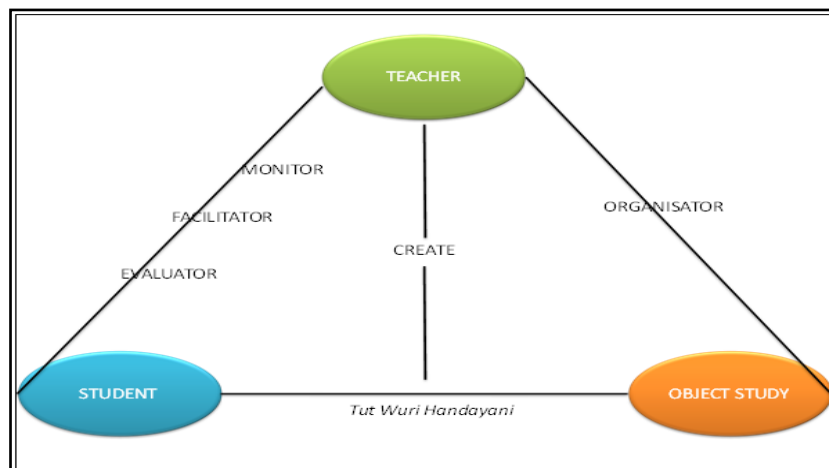 TEACHER
MONITOR
FACILITATOR
ORGANISATOR
CREATE
EVALUATOR
STUDENT
OBJECT STUDY
Tut Wuri Handayani